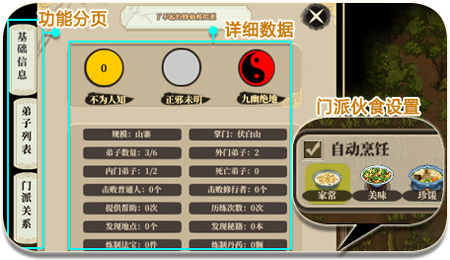 功能分页
了不起的修仙模拟器
详细数据
基础信息
弟子列表
门派关系
0
不为人知
正邪未明
九幽绝地
规模：山寨
掌门：伏白山
弟子数量：3/6
外门弟子：2
内门弟子：1/2
死亡弟子：0
击败普通人：0个
击败修行者：0个
提供帮助：0次
历练次数：0次
发现地点：0个
发现秘籍：0本
炼制法宝：0件
炼制丹药：0颗
门派伙食设置
自动烹饪
家常
美味
珍馐